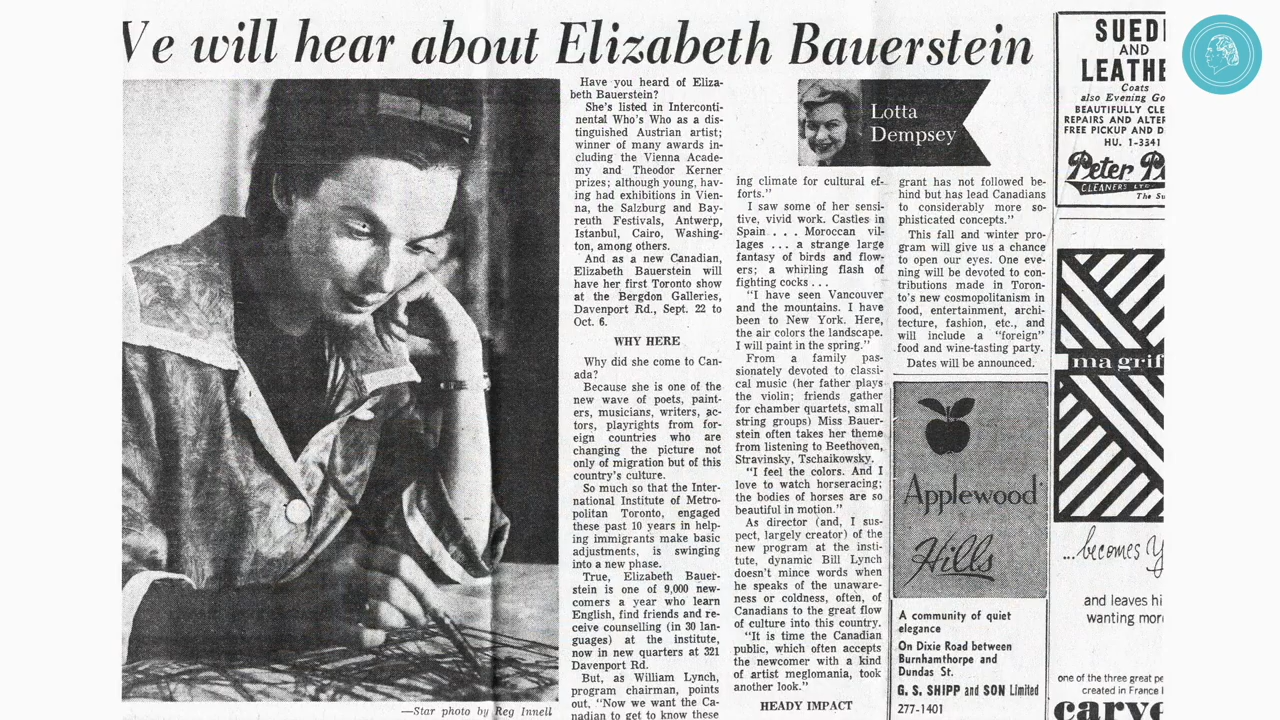 Ve will hear about Elizabeth Bauerstein
Have you heard of Eliza-
beth Bauerstein?
She's listed in Interconti-
nental Who's Who as a dis-
tinguished Austrian artist;
winner of many awards in-
cluding the Vienna Acade-
my and Theodor Kerner
prizes; although young, hav-
ing had exhibitions in Vien-
na, the Salzburg and Bay-
reuth Festivals, Antwerp,
Istanbul, Cairo, Washing-
ton, among others.
And as a new Canadian,
Elizabeth Bauerstein will
have her first Toronto show
at the Bergdon Galleries,
Davenport Rd., Sept. 22 to
Oct. 6.
WHY HERE
Why did she come to Can-
ada?
Because she is one of the
new wave of poets, paint-
ers, musicians, writers, ac-
tors, playrights from for-
eign countries who are
changing the picture not
only of migration but of this
country's culture.
So much so that the Inter-
national Institute of Metro-
politan Toronto, engaged
these past 10 years in help-
ing immigrants make basic
adjustments, is swinging
into a new phase.
True, Elizabeth Bauer-
stein is one of 9,000 new-
comers a year who learn
English, find friends and re-
ceive counselling (in 30 lan-
guages) at the institute,
now in new quarters at 321
Davenport Rd.
But, as William Lynch,
program chairman, points
out, "Now we want the Ca-
nadian to get to know these
—Star photo by Reg Innell
Lotta
Dempsey
ing climate for cultural ef-
forts."
I saw some of her sensi-
tive, vivid work. Castles in
Spain . . . Moroccan vil-
lages . . . a strange large
fantasy of birds and flow-
ers; a whirling flash of
fighting cocks . . .
"I have seen Vancouver
and the mountains. I have
been to New York. Here,
the air colors the landscape.
I will paint in the spring."
From a family pas-
sionately devoted to classi-
cal music (her father plays
the violin; friends gather
for chamber quartets, small
string groups) Miss Bauer-
stein often takes her theme
from listening to Beethoven,
Stravinsky, Tschaikowsky.
"I feel the colors. And I
love to watch horseracing;
the bodies of horses are so
beautiful in motion."
As director (and, I sus-
pect, largely creator) of the
new program at the insti-
tute, dynamic Bill Lynch
doesn't mince words when
he speaks of the unaware-
ness or coldness, often, of
Canadians to the great flow
of culture into this country.
"It is time the Canadian
public, which often accepts
the newcomer with a kind
of artist meglomania, took
another look."
HEADY IMPACT
grant has not followed be-
hind but has lead Canadians
to considerably more so-
phisticated concepts."
This fall and winter pro-
gram will give us a chance
to open our eyes. One eve-
ning will be devoted to con-
tributions made in Toron-
to's new cosmopolitanism in
food, entertainment, archi-
tecture, fashion, etc., and
will include a "foreign"
food and wine-tasting party.
Dates will be announced.
Applewood
Hills
A community of quiet
elegance
On Dixie Road between
Burnhamthorpe and
Dundas St.
G. S. SHIPP and SON Limited
277-1401
SUED
AND
LEATHE
Coats
also Evening Go
BEAUTIFULLY CLE
REPAIRS AND ALTER
FREE PICKUP AND D
HU. 1-3341
Peter P
CLEANERS LTD
The Su
ma grif
...becomes y
and leaves hi
wanting more
one of the three great pe
created in France
carve